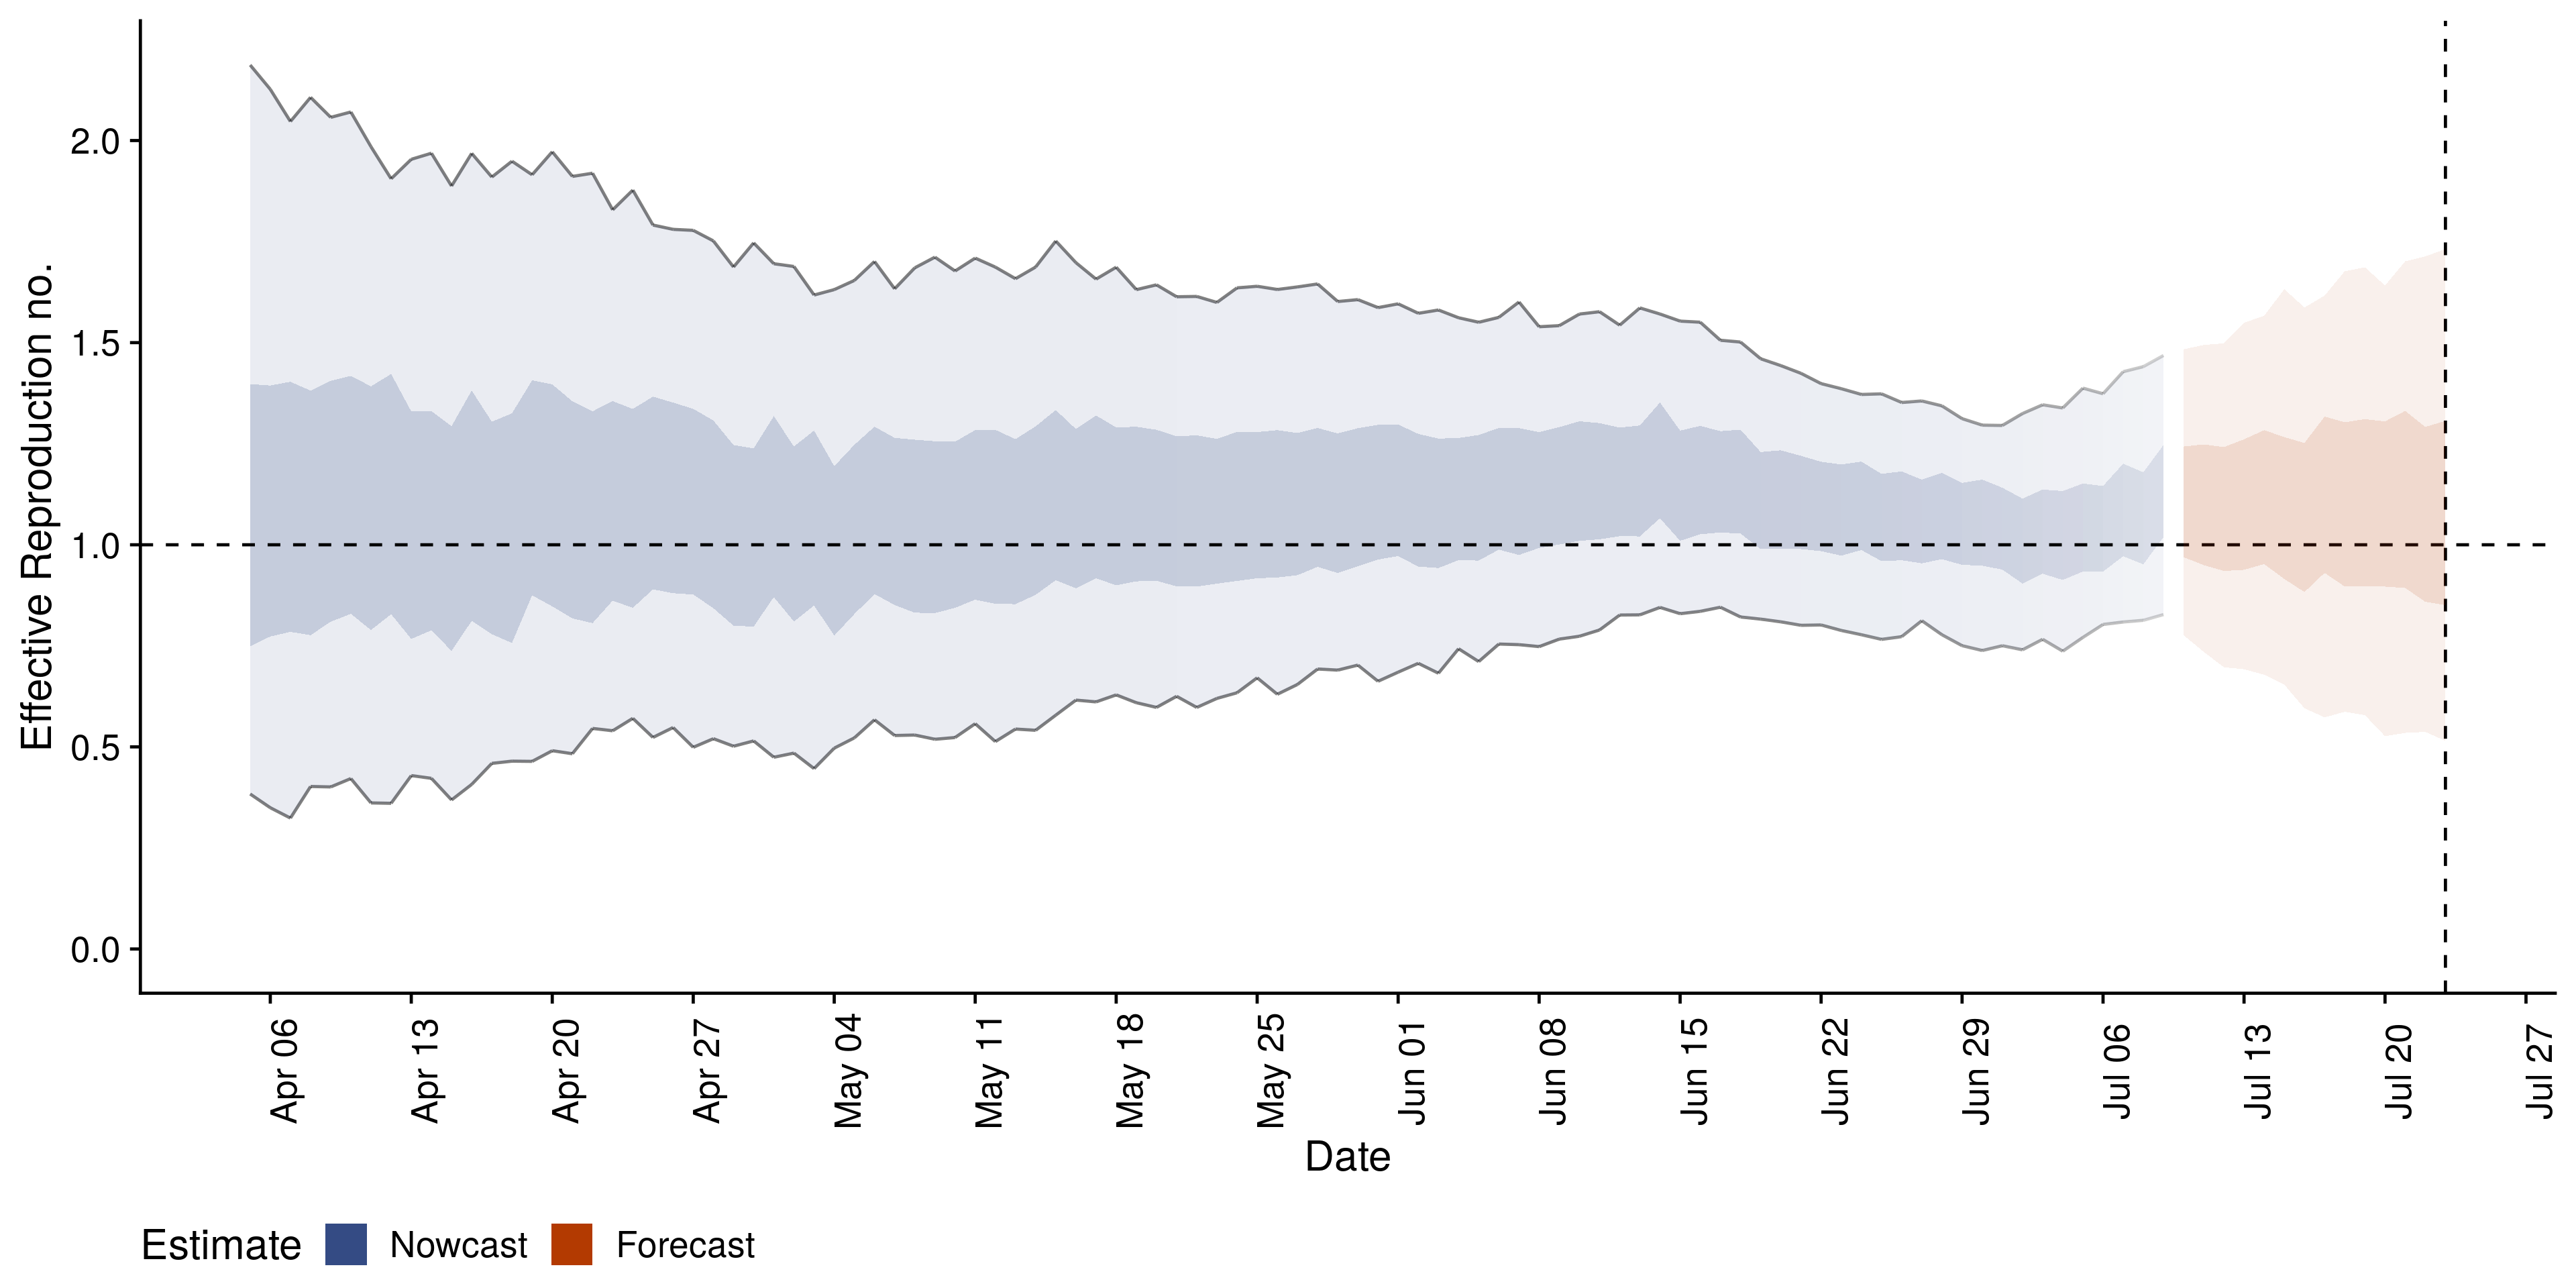 Effective Reproduction no.
2.0
1.5
1.0
0.5
0.0
Apr 06
Apr 13
Apr 20
Apr 27
May 04
May 11
May 18
May 25
Jun 01
Jun 08
Jun 15
Jun 22
Jun 29
Jul 06
Jul 13
Jul 20
Jul 27
Date
Estimate Nowcast Forecast